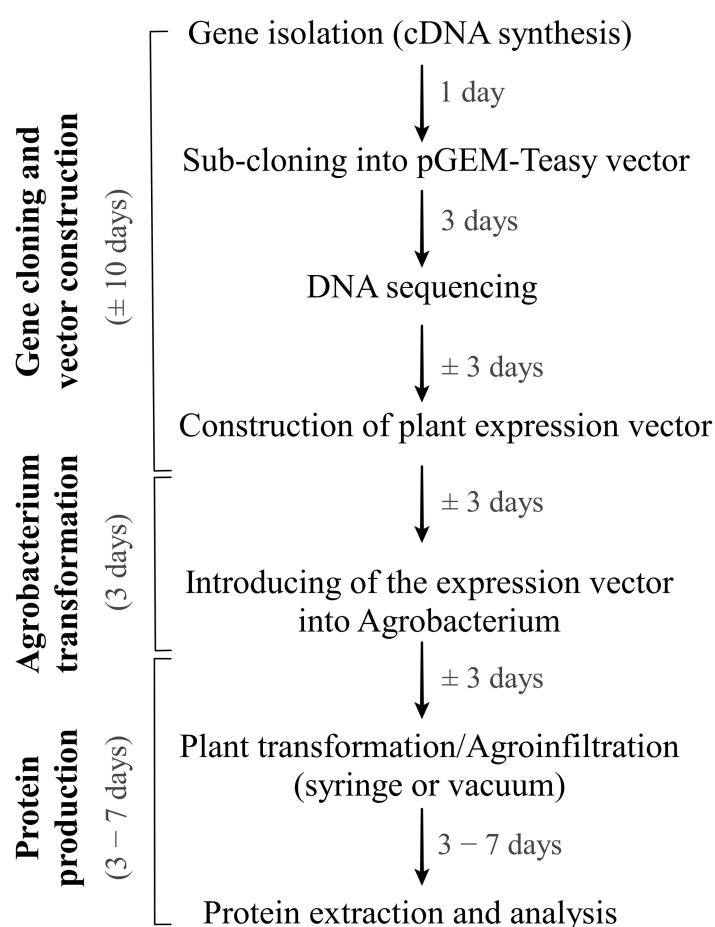 Gene isolation (cDNA synthesis)
1 day
Sub-cloning into pGEM-Teasy vector
3 days
DNA sequencing
± 3 days
Construction of plant expression vector
± 3 days
Introducing of the expression vector
into Agrobacterium
± 3 days
Plant transformation/Agroinfiltration
(syringe or vacuum)
3 − 7 days
Protein extraction and analysis
Gene cloning and
vector construction
(± 10 days)
Agrobacterium
transformation
(3 days)
Protein
production
(3 − 7 days)